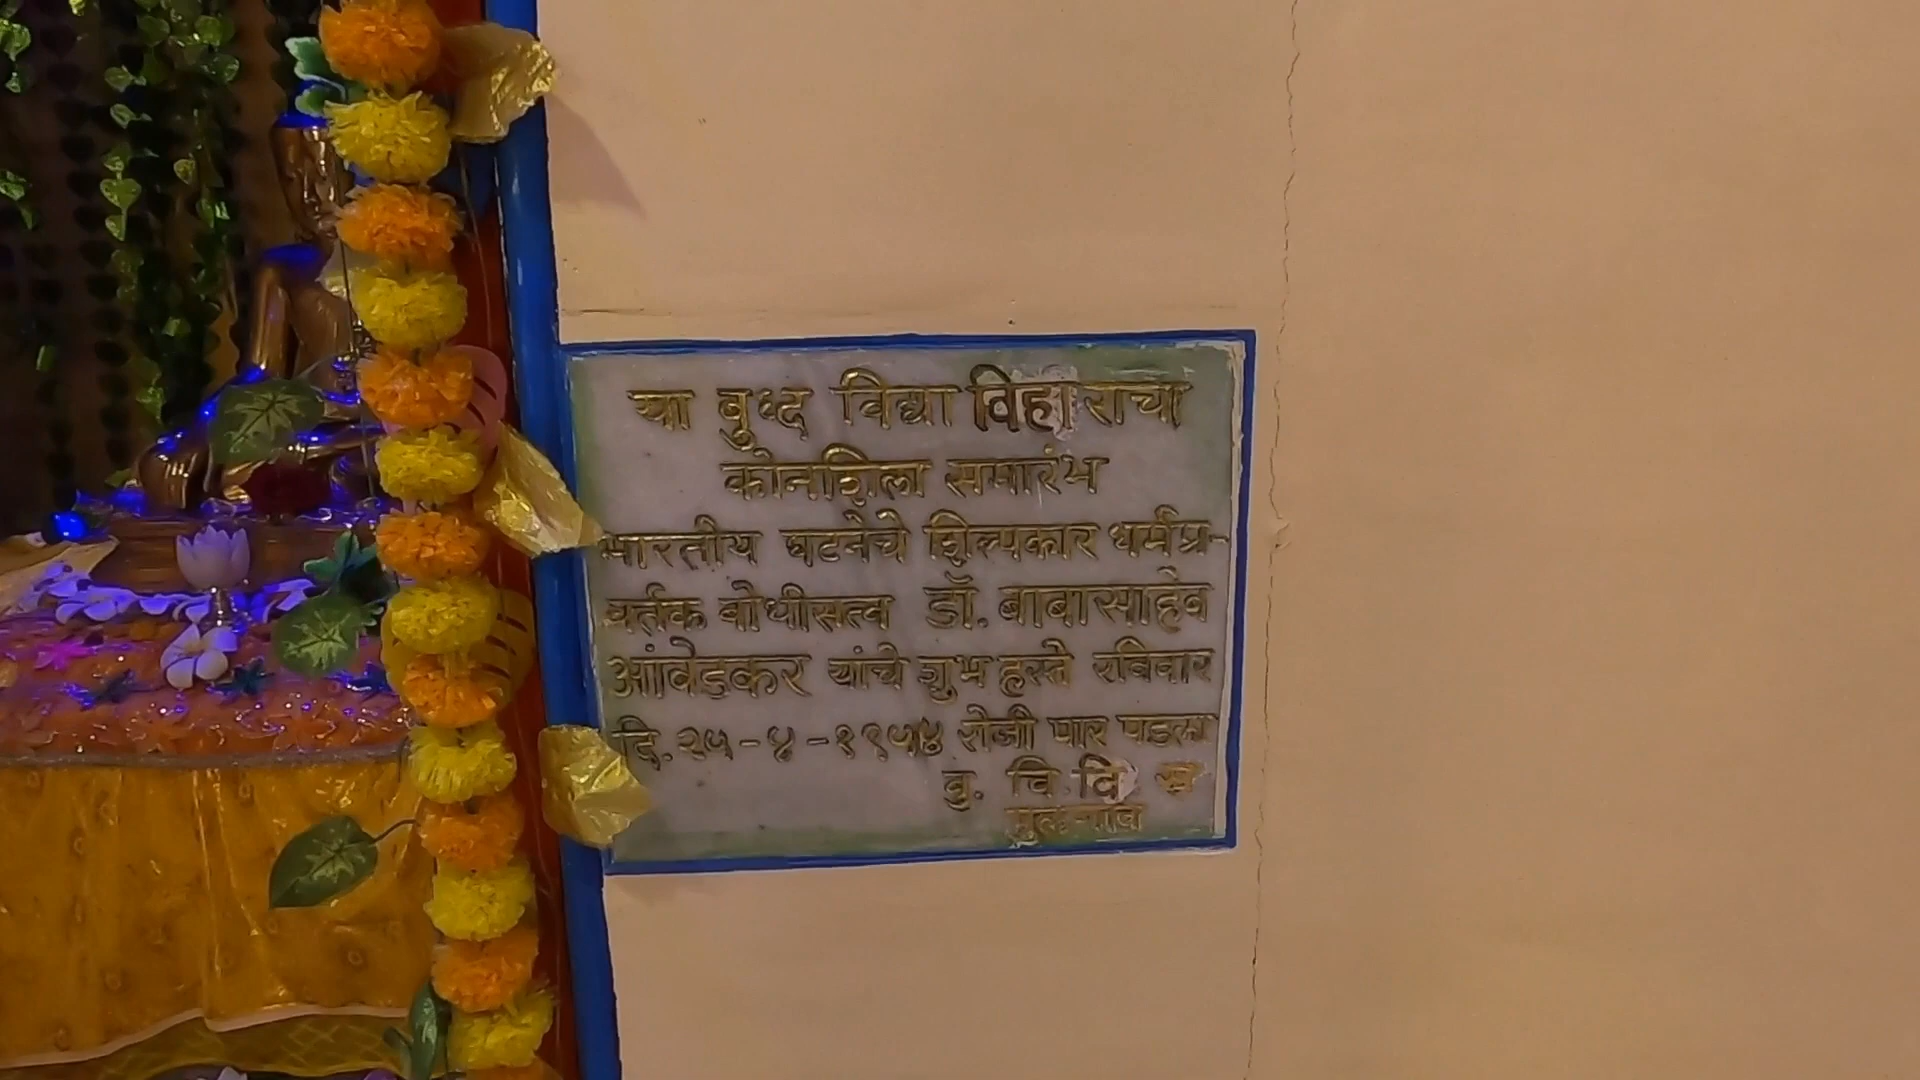 या वुध्द विद्या विहाराचा
कोनशिला समारंभ
भारतीय घटनेचे शिल्पकार धर्मप्र-
वर्तक बोधीसत्व डॉ. बाबासाहेव
आंवेडकर यांचे शुभ हस्ते रविवार
दि. २५-४-१९५४ रोजी पार पडला
वु. वि वि